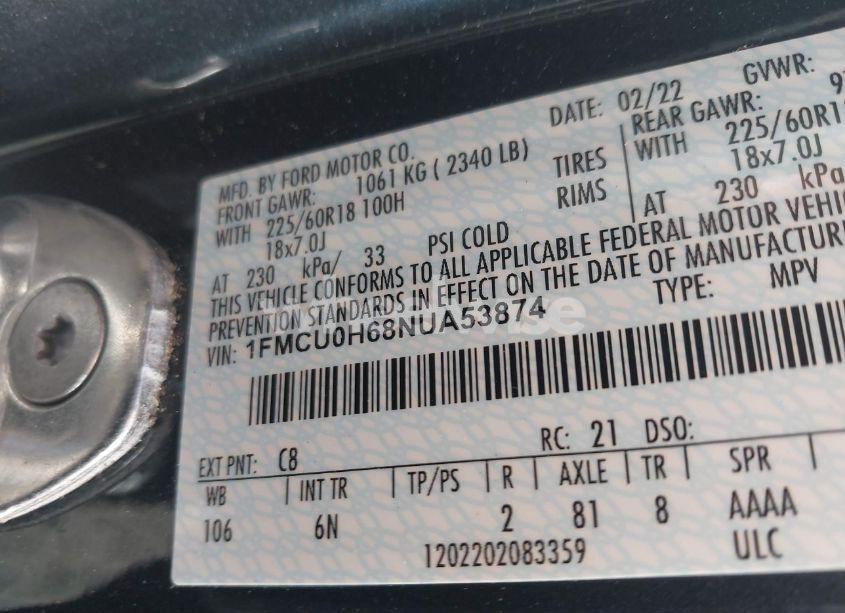 MFD. BY FORD MOTOR CO. DATE: 02/22 GVWR:
FRONT GAWR: 1061 KG ( 2340 LB) REAR GAWR:
WITH 225/60R18 100H TIRES WITH
18x7.0J RIMS 18x7.0J
AT 230 kPa/ 33 PSI COLD AT 230 kPa
THIS VEHICLE CONFORMS TO ALL APPLICABLE FEDERAL MOTOR
PREVENTION STANDARDS IN EFFECT ON THE DATE OF
VIN: 1FMCU0H68NUA53874 TYPE: MPV
EXT PNT: C8 RC: 21 DSO:
WB INT TR TP/PS R AXLE TR SPR
106 6N 2 81 8 AAAA
1202202083359 ULC